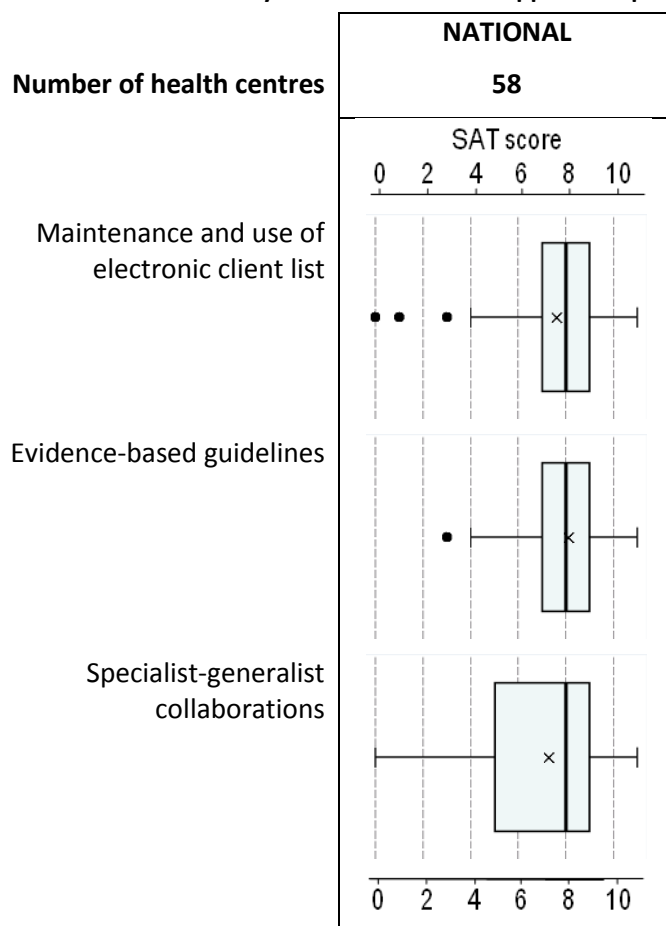 NATIONAL
Number of health centres
58
SAT score
0 2 4 6 8 10
Maintenance and use of
electronic client list
Evidence-based guidelines
Specialist-generalist
collaborations
0 2 4 6 8 10